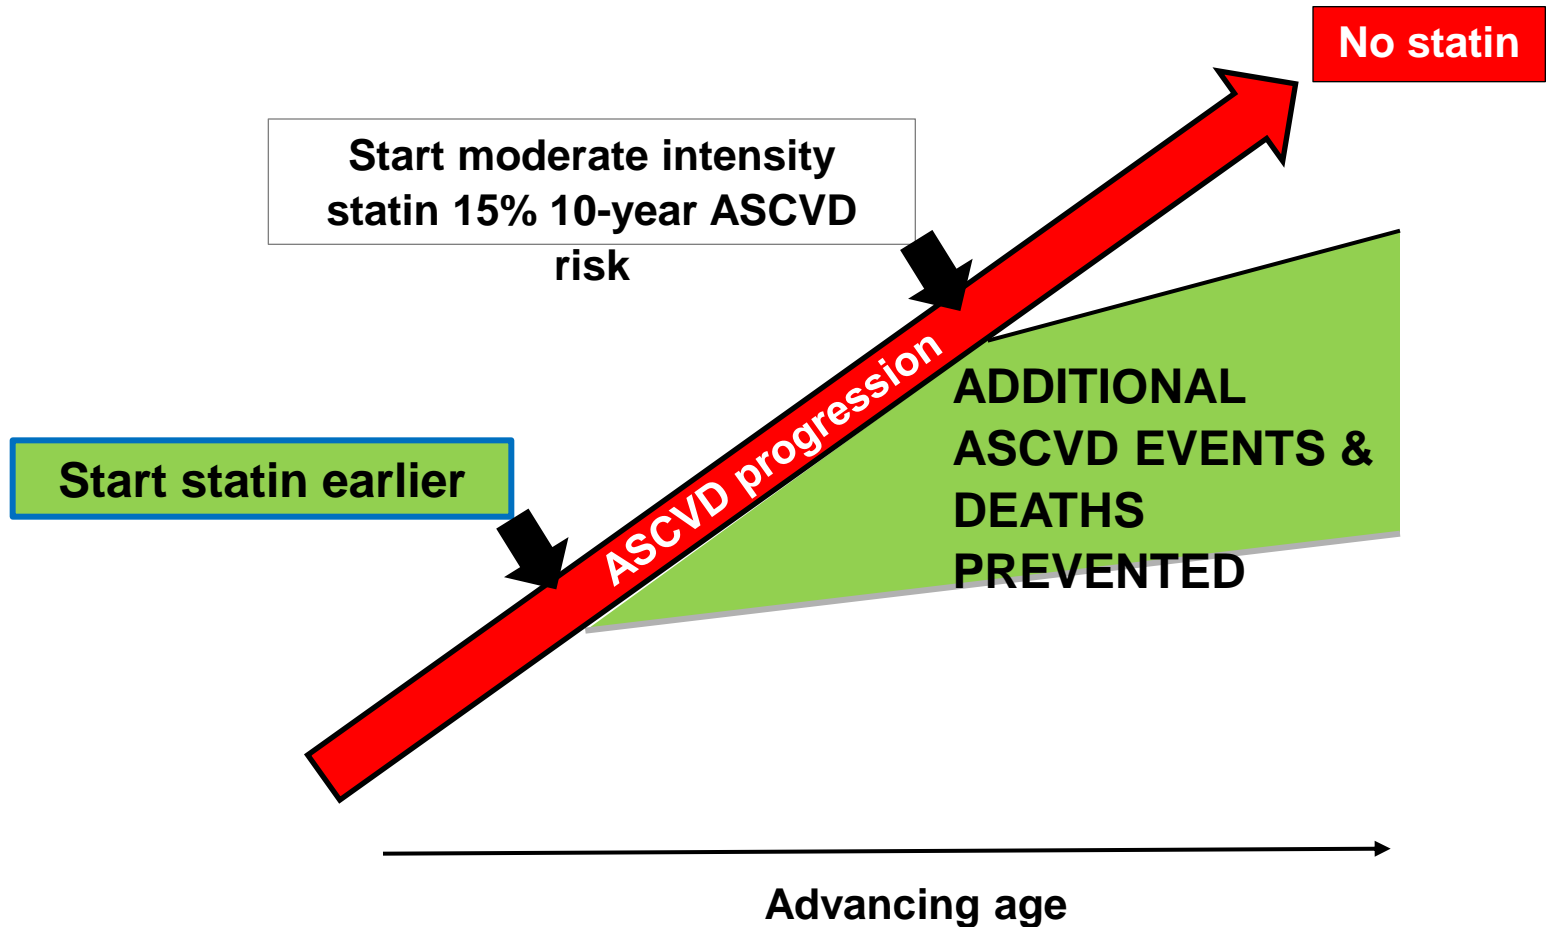 No statin
Start moderate intensity
statin 15% 10-year ASCVD
risk
ASCVD progression
ADDITIONAL
ASCVD EVENTS &
DEATHS
PREVENTED
Start statin earlier
Advancing age